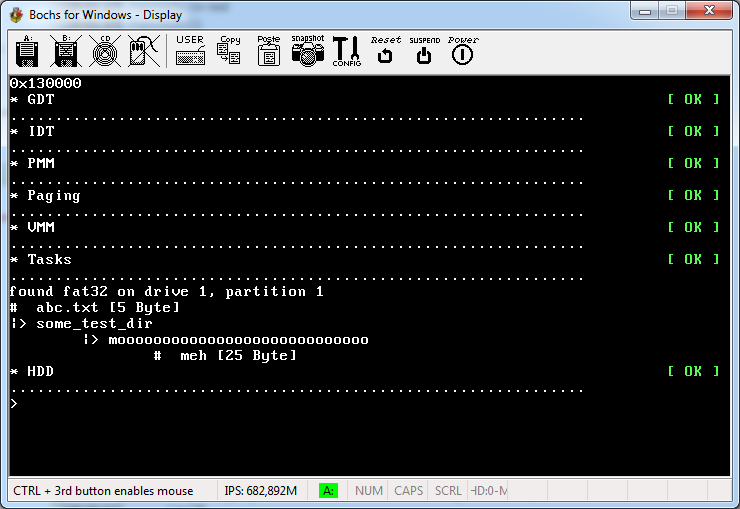 Bochs for Windows - Display
A: B: CD USER Copy Paste snapshot CONFIG Reset SUSPEND Power
0x130000
* GDT [ OK ]
................................................................
* IDT [ OK ]
................................................................
* PMM [ OK ]
................................................................
* Paging [ OK ]
................................................................
* VMM [ OK ]
................................................................
* Tasks [ OK ]
................................................................
found fat32 on drive 1, partition 1
# abc.txt [5 Byte]
|> some_test_dir
|> moooooooooooooooooooooooooooo
# meh [25 Byte]
* HDD [ OK ]
................................................................
>
CTRL + 3rd button enables mouse IPS: 682,892M A: NUM CAPS SCRL HD:0-M